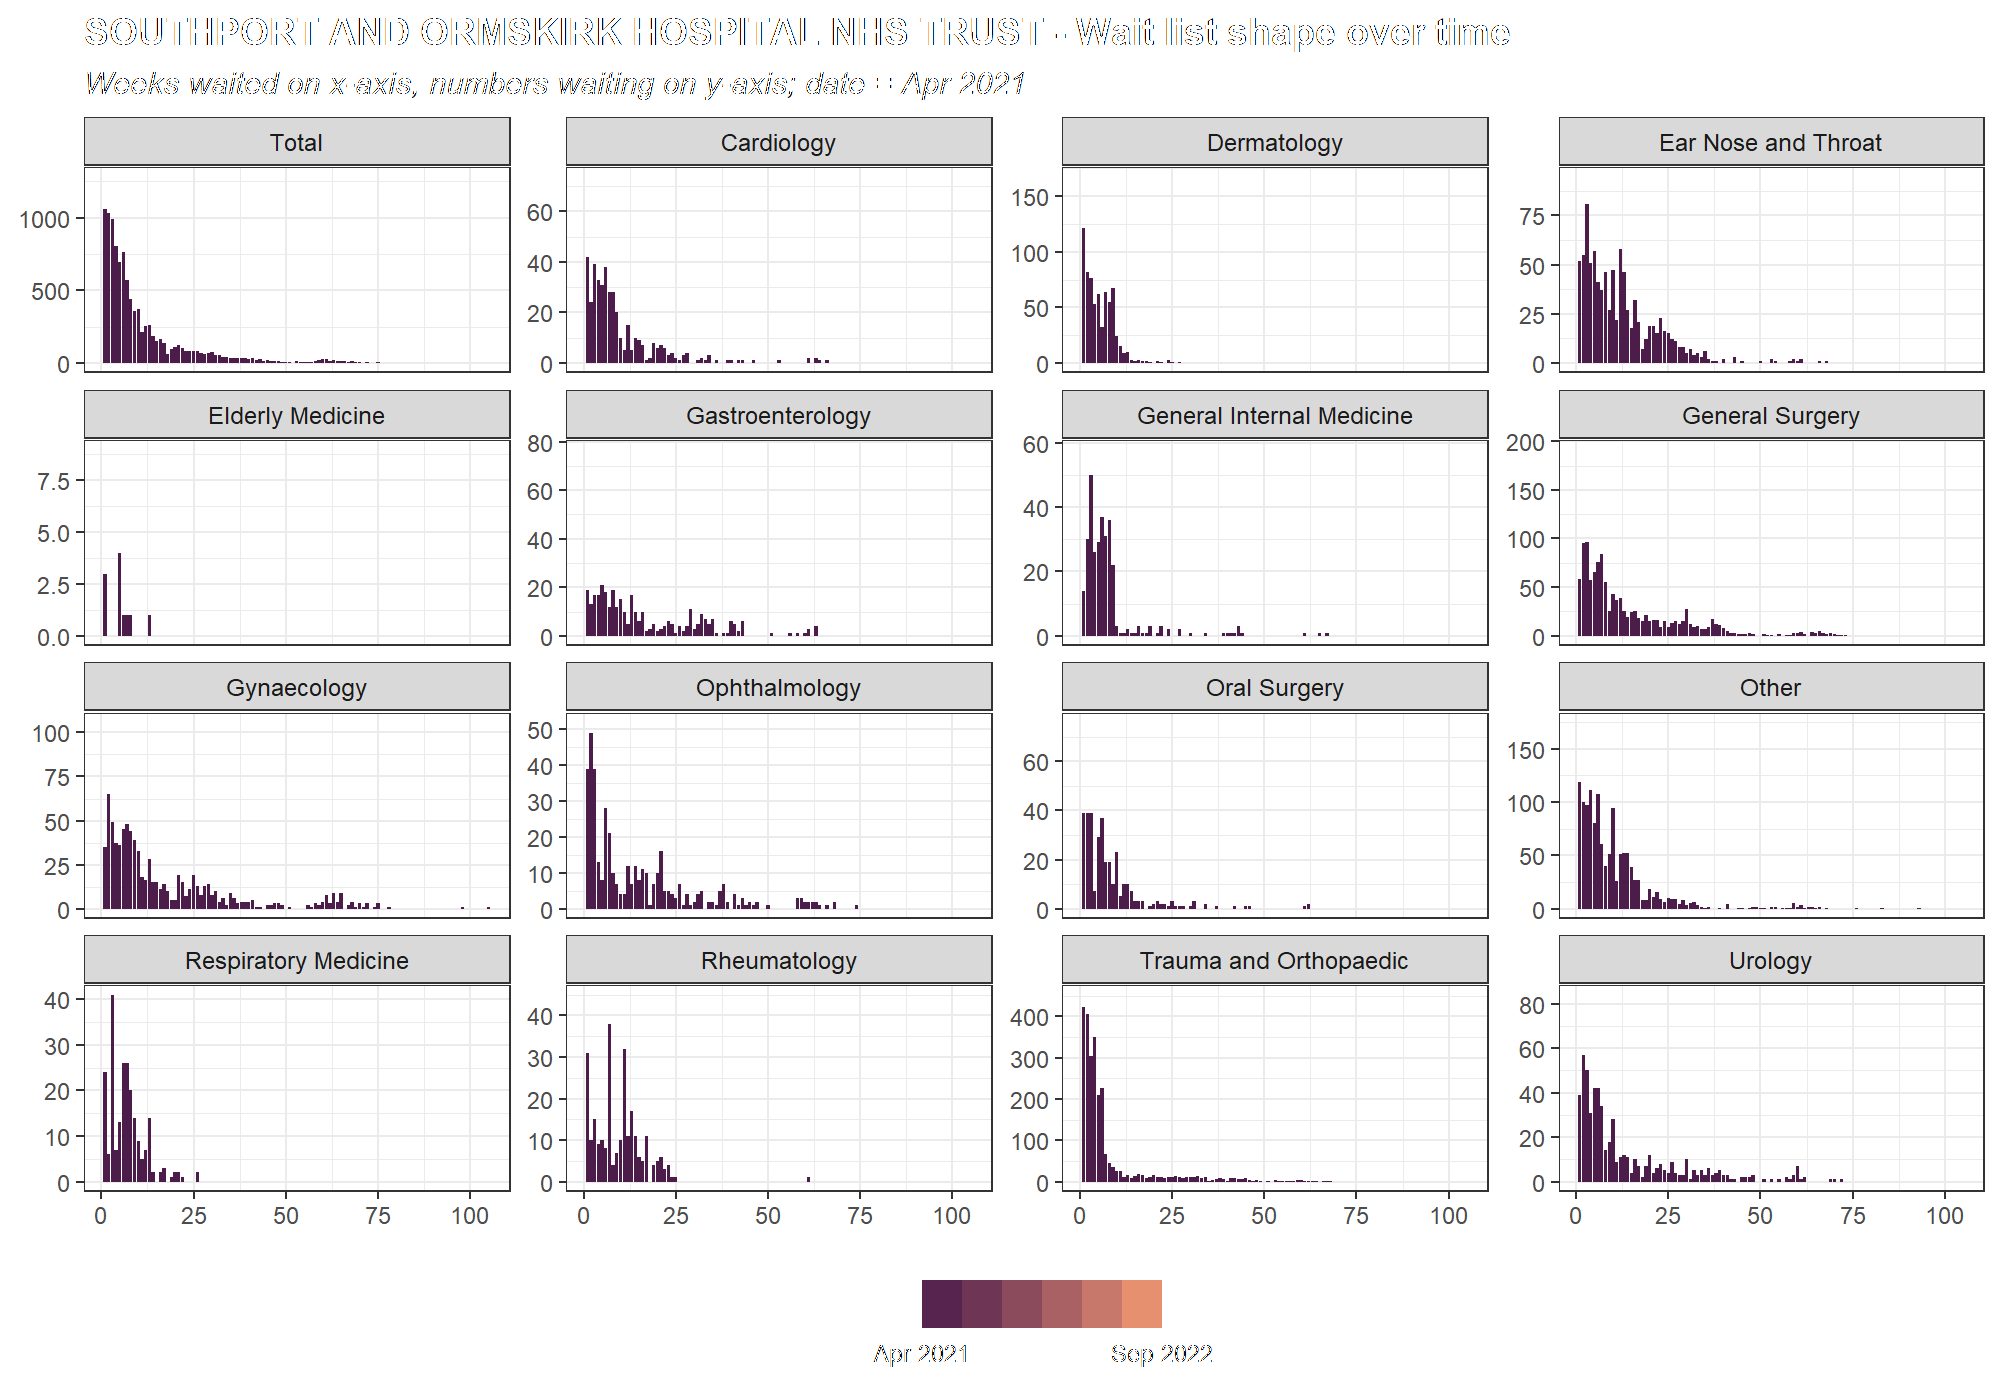 SOUTHPORT AND ORMSKIRK HOSPITAL NHS TRUST - Wait list shape over time
Weeks waited on x-axis, numbers waiting on y-axis; date = Apr 2021
Total Cardiology Dermatology Ear Nose and Throat
1000 60 150 75
500 40 100 50
20 50 25
0 0 0 0
Elderly Medicine Gastroenterology General Internal Medicine General Surgery
7.5 80 60 200
5.0 60 40 150
2.5 40 20 100
0.0 20 0 50
0 0
Gynaecology Ophthalmology Oral Surgery Other
100 50 60 150
75 40 40 100
50 30 20 50
25 20 0 0
0 10
0
Respiratory Medicine Rheumatology Trauma and Orthopaedic Urology
40 40 400 80
30 30 300 60
20 20 200 40
10 10 100 20
0 0 0 0
0 25 50 75 100 0 25 50 75 100 0 25 50 75 100 0 25 50 75 100
Apr 2021 Sep 2022